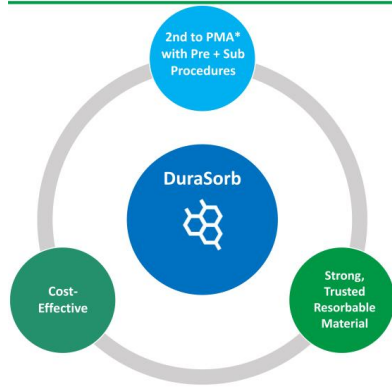 2nd to PMA*
with Pre + Sub
Procedures
DuraSorb
Cost-
Effective
Strong,
Trusted
Resorbable
Material